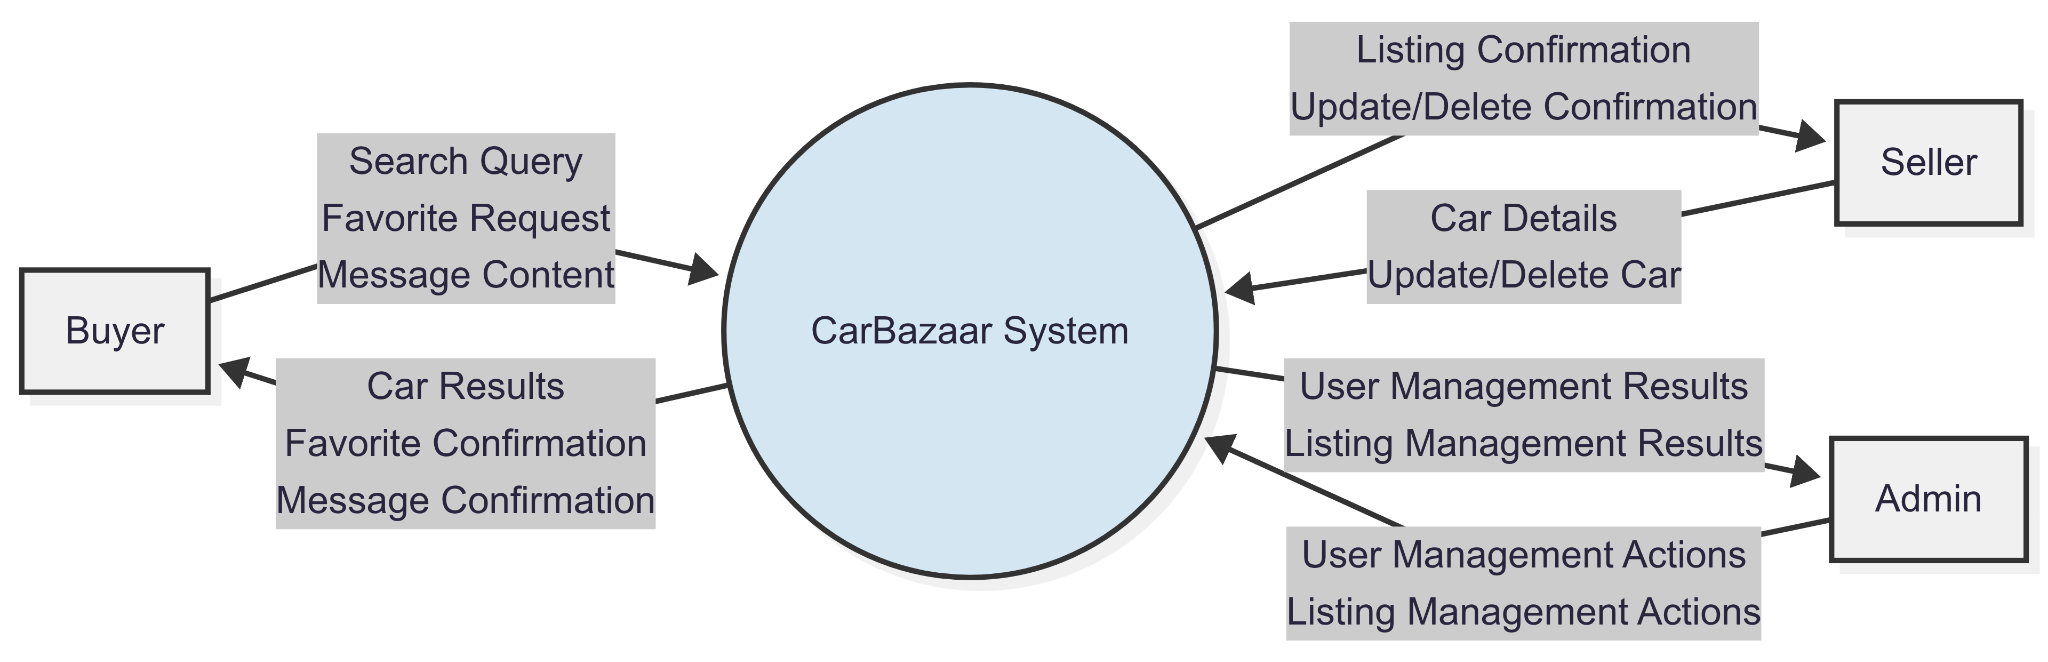 Listing Confirmation
Update/Delete Confirmation
Seller
Search Query
Favorite Request
Message Content
Car Details
Update/Delete Car
Buyer
CarBazaar System
Car Results
Favorite Confirmation
Message Confirmation
User Management Results
Listing Management Results
Admin
User Management Actions
Listing Management Actions